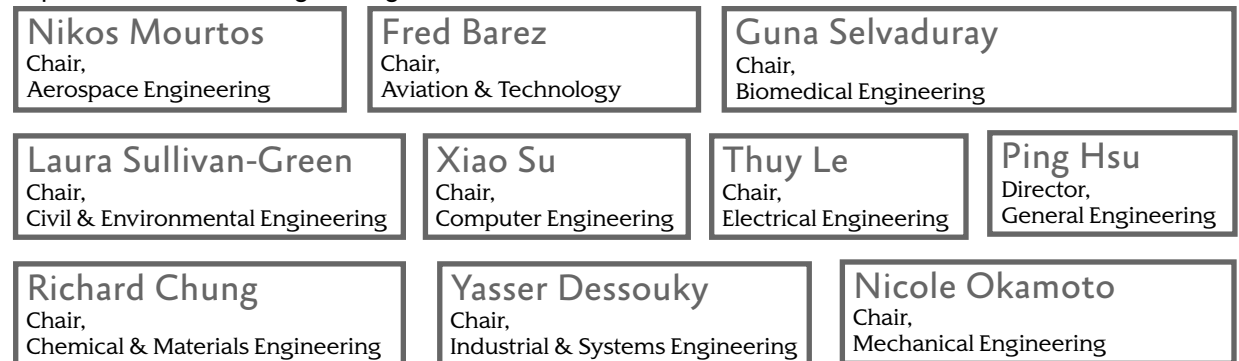 Nikos Mourtos
Chair,
Aerospace Engineering
Fred Barez
Chair,
Aviation & Technology
Guna Selvaduray
Chair,
Biomedical Engineering
Laura Sullivan-Green
Chair,
Civil & Environmental Engineering
Xiao Su
Chair,
Computer Engineering
Thuy Le
Chair,
Electrical Engineering
Ping Hsu
Director,
General Engineering
Richard Chung
Chair,
Chemical & Materials Engineering
Yasser Dessouky
Chair,
Industrial & Systems Engineering
Nicole Okamoto
Chair,
Mechanical Engineering